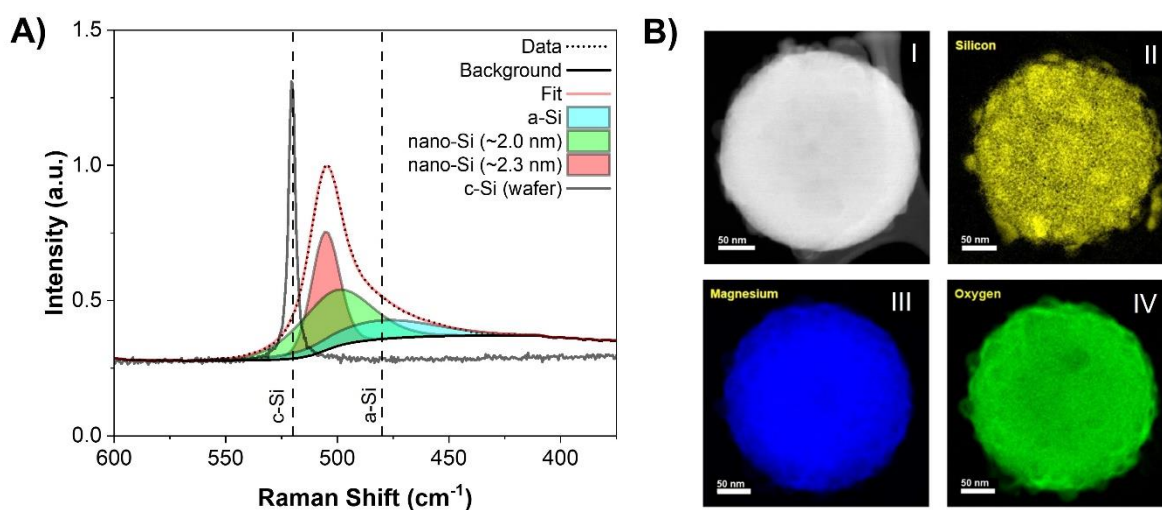 A)
1.5
1.0
0.5
0.0
Intensity (a.u.)
Data
Background
Fit
a-Si
nano-Si (~2.0 nm)
nano-Si (~2.3 nm)
c-Si (wafer)
c-Si
a-Si
600 550 500 450 400
Raman Shift (cm⁻¹)
B)
I
50 nm
Silicon
II
50 nm
Magnesium
III
50 nm
Oxygen
IV
50 nm